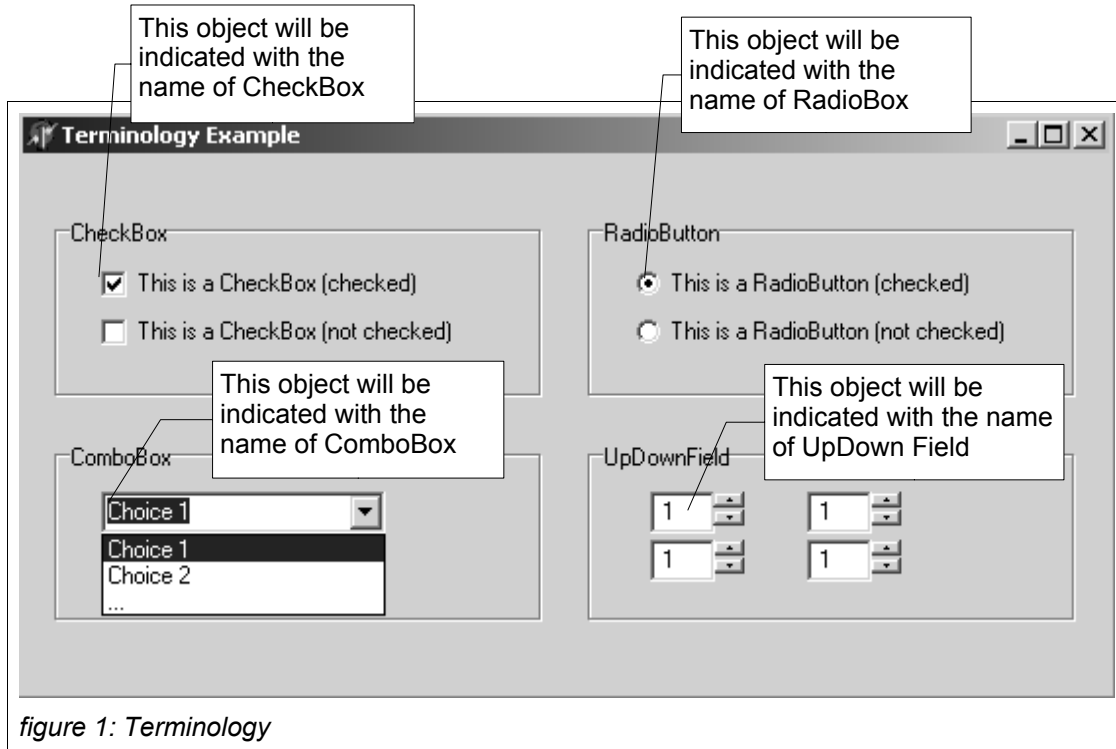 This object will be
indicated with the
name of CheckBox
This object will be
indicated with the
name of RadioBox
Terminology Example
CheckBox
This is a CheckBox (checked)
This is a CheckBox (not checked)
RadioButton
This is a RadioButton (checked)
This is a RadioButton (not checked)
This object will be
indicated with the
name of ComboBox
This object will be
indicated with the name
of UpDown Field
ComboBox
Choice 1
Choice 1
Choice 2
...
UpDownField
1 1
1 1
figure 1: Terminology